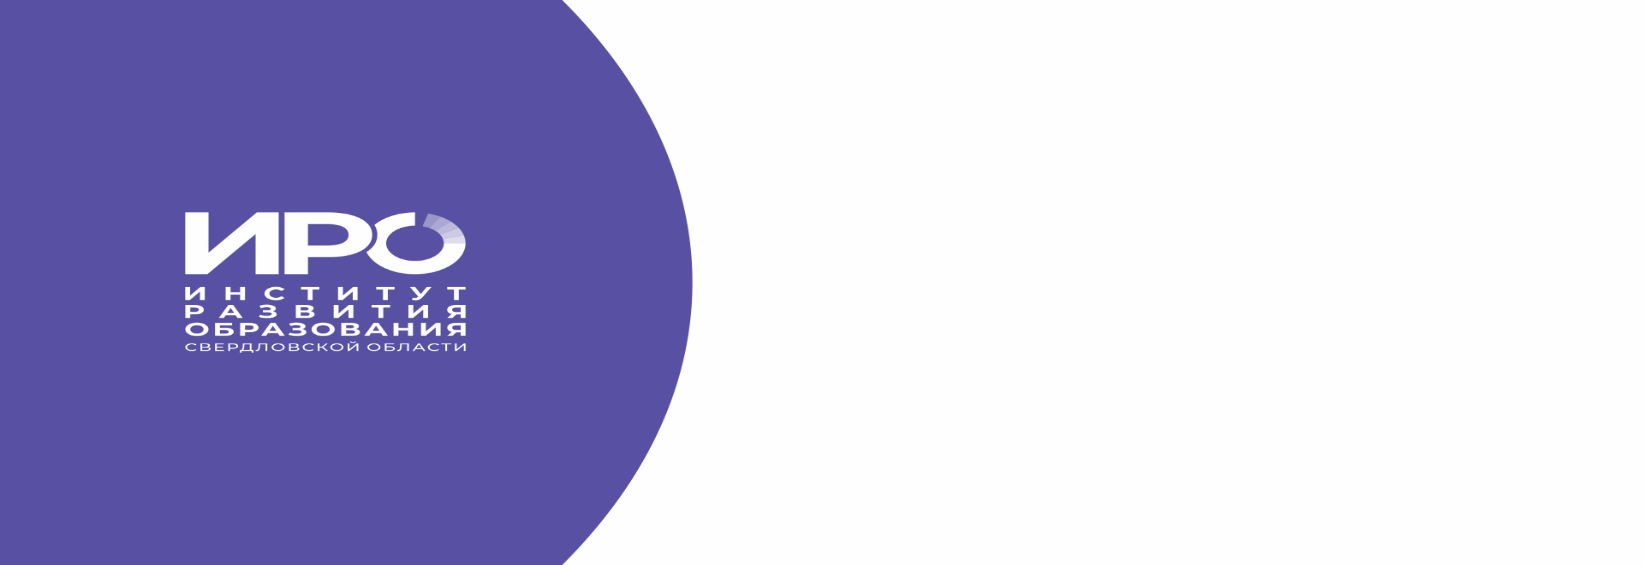 ИРО
ИНСТИТУТ
РАЗВИТИЯ
ОБРАЗОВАНИЯ
СВЕРДЛОВСКОЙ ОБЛАСТИ